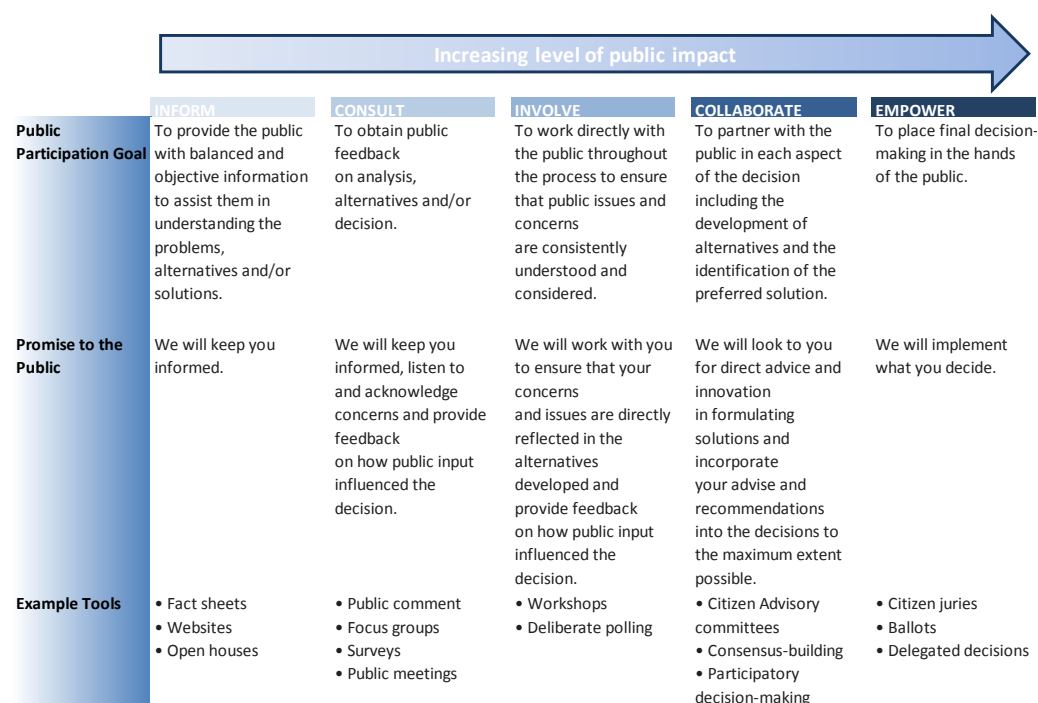 Increasing level of public impact
INFORM
CONSULT
INVOLVE
COLLABORATE
EMPOWER
Public
Participation Goal
To provide the public
with balanced and
objective information
to assist them in
understanding the
problems,
alternatives and/or
solutions.
To obtain public
feedback
on analysis,
alternatives and/or
decision.
To work directly with
the public throughout
the process to ensure
that public issues and
concerns
are consistently
understood and
considered.
To partner with the
public in each aspect
of the decision
including the
development of
alternatives and the
identification of the
preferred solution.
To place final decision-
making in the hands
of the public.
Promise to the
Public
We will keep you
informed.
We will keep you
informed, listen to
and acknowledge
concerns and provide
feedback
on how public input
influenced the
decision.
We will work with you
to ensure that your
concerns
and issues are directly
reflected in the
alternatives
developed and
provide feedback
on how public input
influenced the
decision.
We will look to you
for direct advice and
innovation
in formulating
solutions and
incorporate
your advise and
recommendations
into the decisions to
the maximum extent
possible.
We will implement
what you decide.
Example Tools
• Fact sheets
• Websites
• Open houses
• Public comment
• Focus groups
• Surveys
• Public meetings
• Workshops
• Deliberate polling
• Citizen Advisory
committees
• Consensus-building
• Participatory
decision-making
• Citizen juries
• Ballots
• Delegated decisions